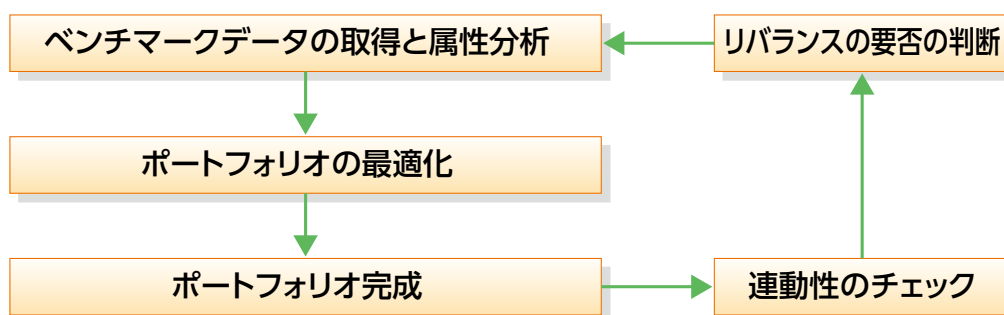 ベンチマークデータの取得と属性分析
リバランスの要否の判断
ポートフォリオの最適化
ポートフォリオ完成
連動性のチェック